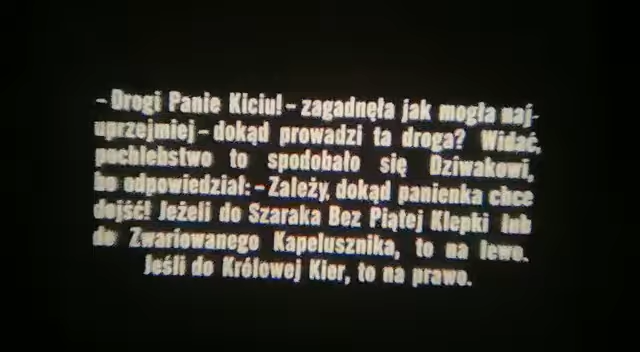 - Drogi Panie Kiciu! - zagadnęła jak mogła naj-
uprzejmiej - dokąd prowadzi ta droga? Widać,
pochlebstwo to spodobało się Dziwakowi,
bo odpowiedział: - Zależy, dokąd panienka chce
dojść! Jeżeli do Szaraka Bez Piątej Klepki lub
do Zwariowanego Kapelusznika, to na lewo.
Jeśli do Królowej Kier, to na prawo.